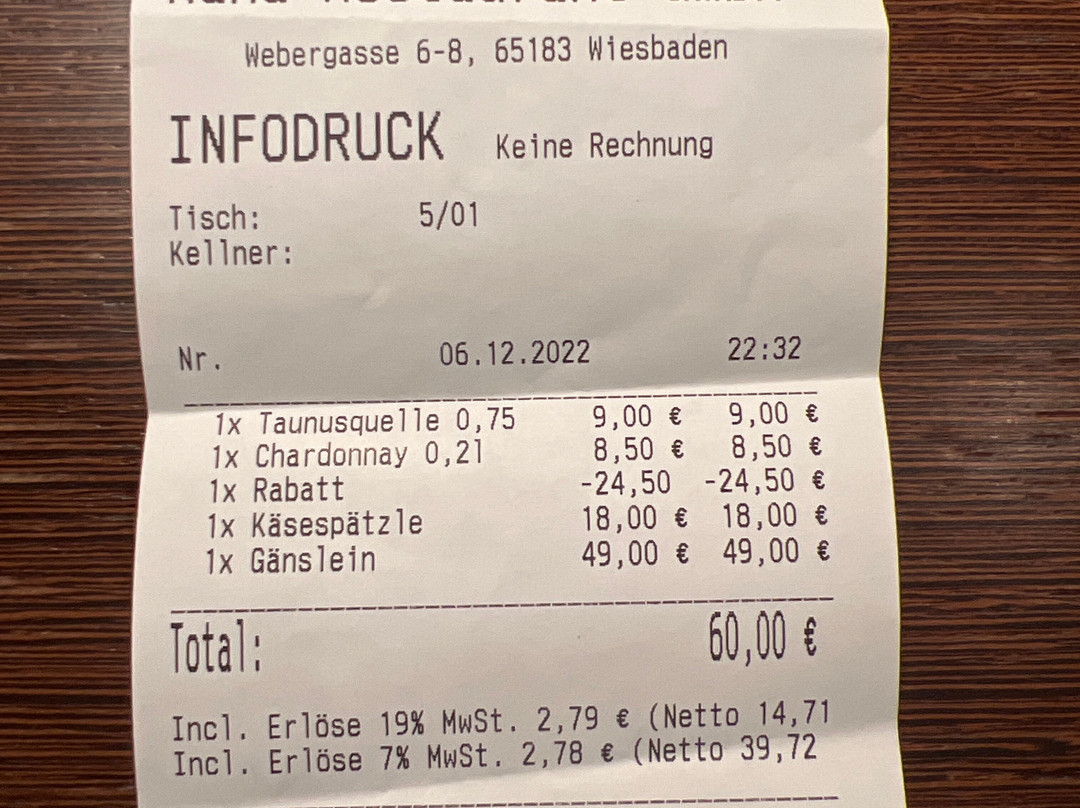 Webergasse 6-8, 65183 Wiesbaden
INFODRUCK Keine Rechnung
Tisch: 5/01
Kellner:
Nr. 06.12.2022 22:32
1x Taunusquelle 0,75 9,00 € 9,00 €
1x Chardonnay 0,2l 8,50 € 8,50 €
1x Rabatt -24,50 -24,50 €
1x Käsespätzle 18,00 € 18,00 €
1x Gänslein 49,00 € 49,00 €
Total: 60,00 €
Incl. Erlöse 19% MwSt. 2,79 € (Netto 14,71
Incl. Erlöse 7% MwSt. 2,78 € (Netto 39,72